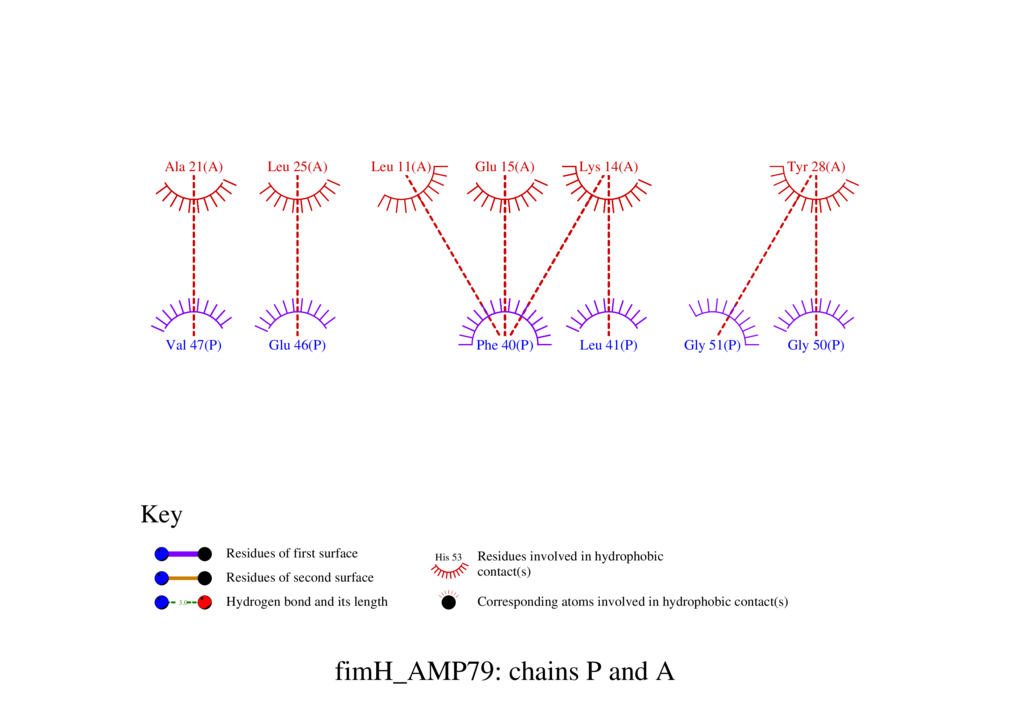 Ala 21(A) Leu 25(A) Leu 11(A) Glu 15(A) Lys 14(A) Tyr 28(A)
Val 47(P) Glu 46(P) Phe 40(P) Leu 41(P) Gly 51(P) Gly 50(P)
Key
Residues of first surface
Residues of second surface
3.0
Hydrogen bond and its length
His 53
Residues involved in hydrophobic
contact(s)
Corresponding atoms involved in hydrophobic contact(s)
fimH_AMP79: chains P and A